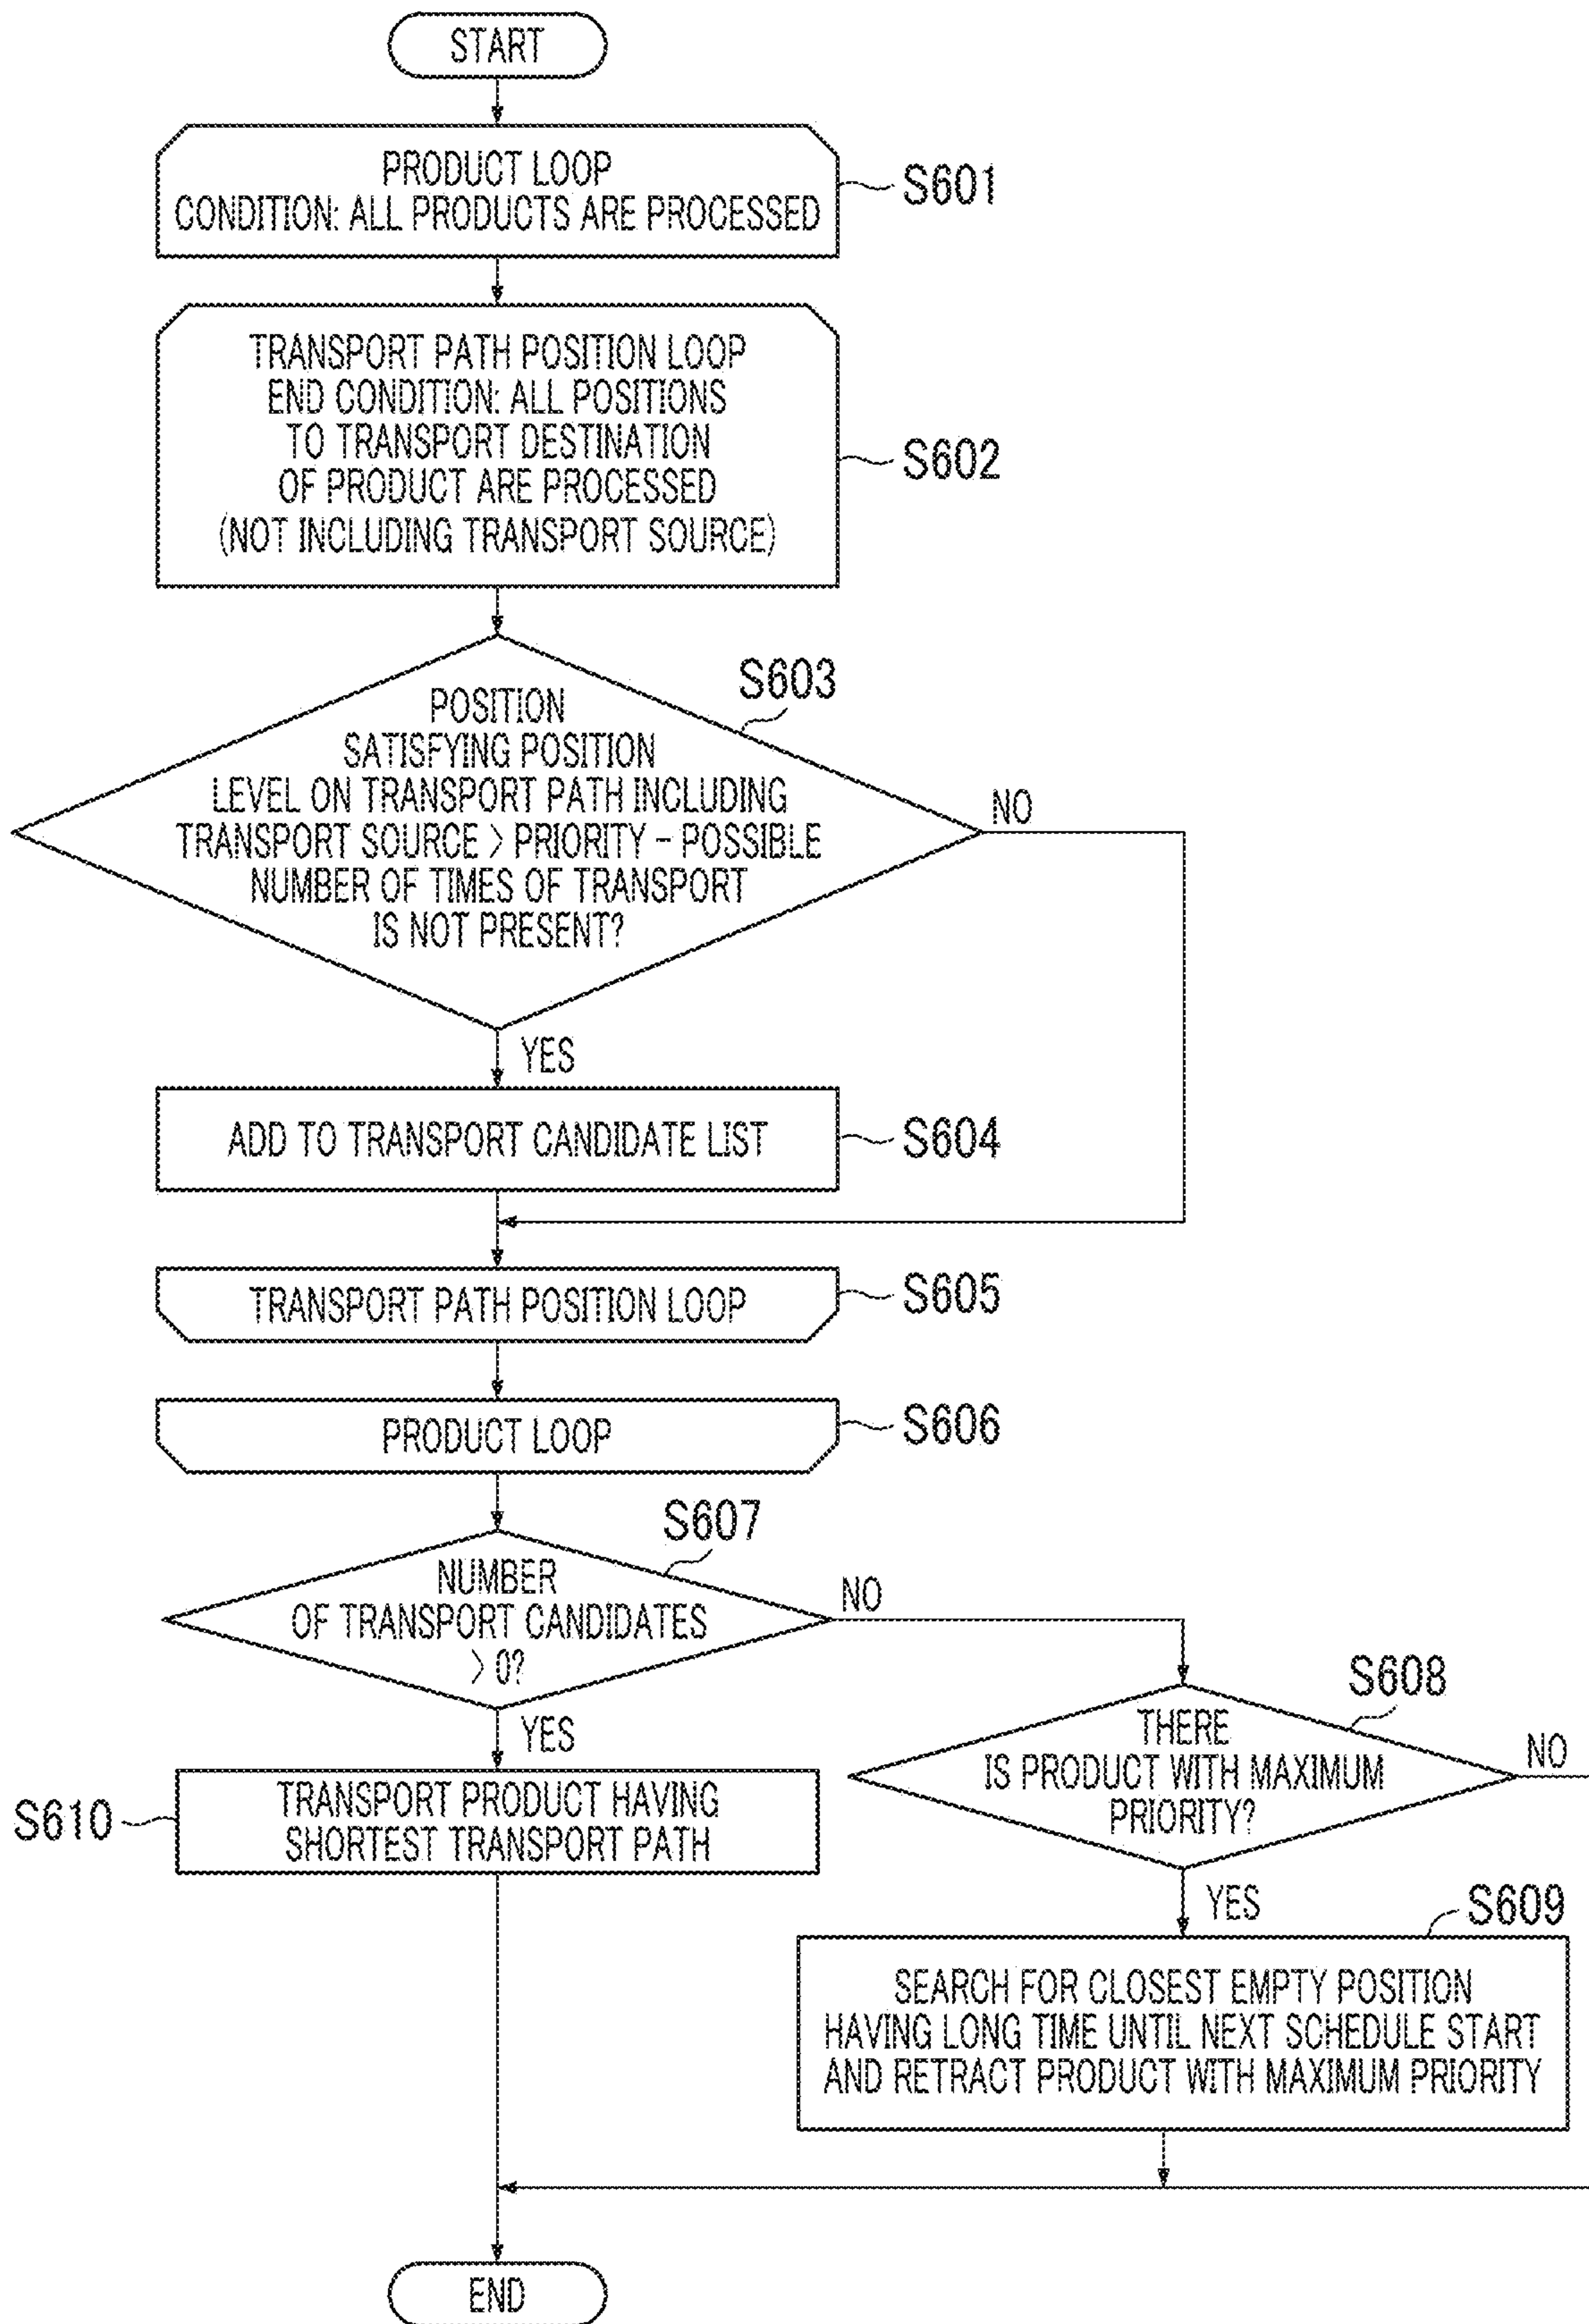 START
PRODUCT LOOP
CONDITION: ALL PRODUCTS ARE PROCESSED
S601
TRANSPORT PATH POSITION LOOP
END CONDITION: ALL POSITIONS
TO TRANSPORT DESTINATION
OF PRODUCT ARE PROCESSED
(NOT INCLUDING TRANSPORT SOURCE)
S602
S603
POSITION
SATISFYING POSITION
LEVEL ON TRANSPORT PATH INCLUDING
TRANSPORT SOURCE > PRIORITY - POSSIBLE
NUMBER OF TIMES OF TRANSPORT
IS NOT PRESENT?
NO
YES
ADD TO TRANSPORT CANDIDATE LIST
S604
TRANSPORT PATH POSITION LOOP
S605
PRODUCT LOOP
S606
S607
NUMBER
OF TRANSPORT CANDIDATES
> 0?
NO
YES
S608
THERE
IS PRODUCT WITH MAXIMUM
PRIORITY?
NO
YES
S610
TRANSPORT PRODUCT HAVING
SHORTEST TRANSPORT PATH
S609
SEARCH FOR CLOSEST EMPTY POSITION
HAVING LONG TIME UNTIL NEXT SCHEDULE START
AND RETRACT PRODUCT WITH MAXIMUM PRIORITY
END